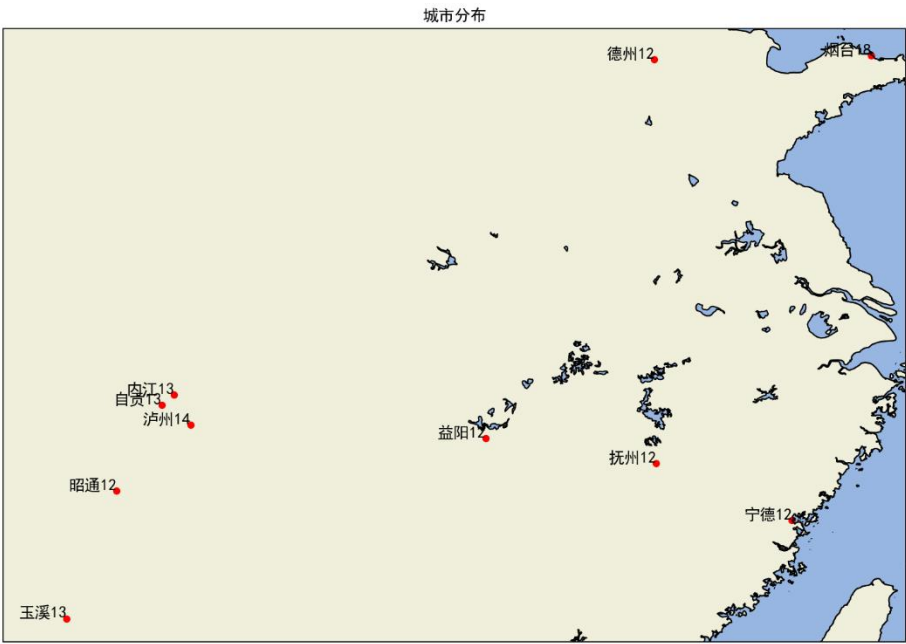 城市分布
德州12
烟台18
内江13
自贡13
泸州14
益阳12
抚州12
昭通12
宁德12
玉溪13